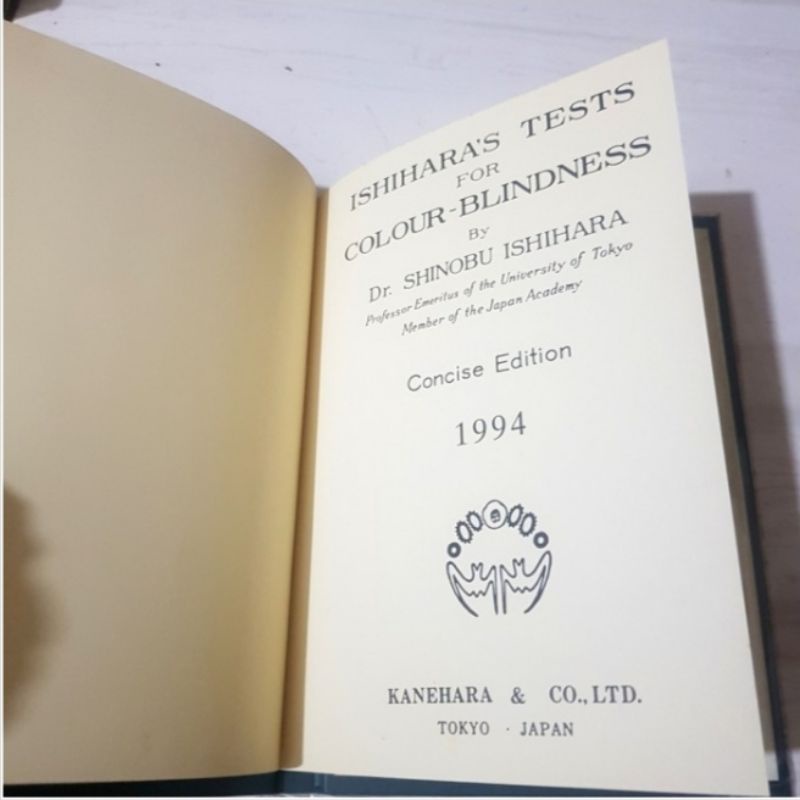 ISHIHARA'S TESTS
FOR
COLOUR-BLINDNESS
By
Dr. SHINOBU ISHIHARA
Professor Emeritus of the University of Tokyo
Member of the Japan Academy
Concise Edition
1994
KANEHARA & CO., LTD.
TOKYO · JAPAN